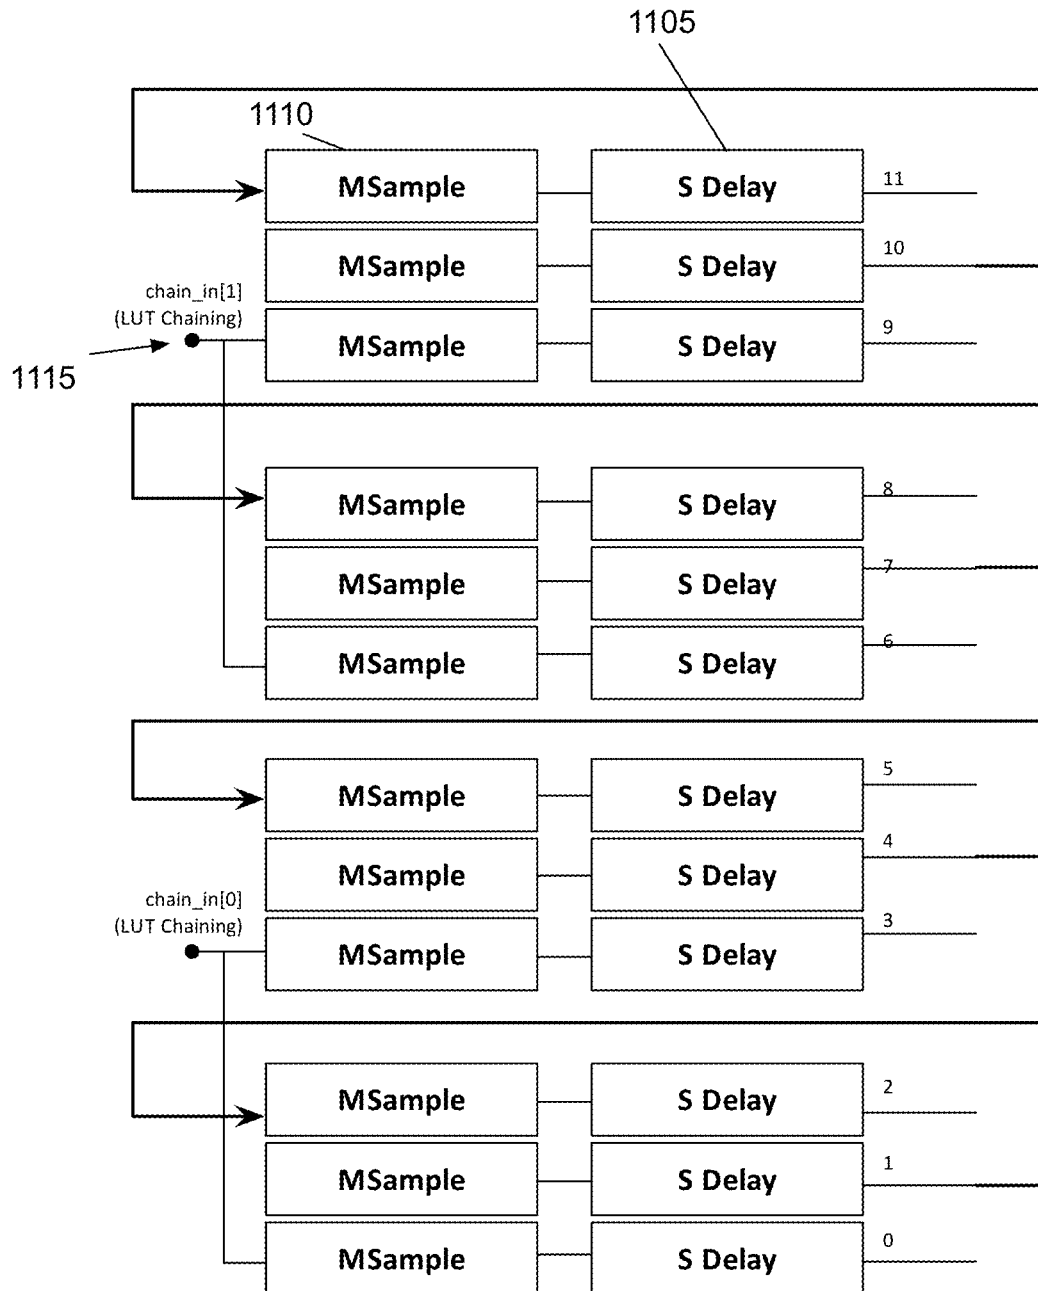 1105
1110
MSample S Delay 11
MSample S Delay 10
chain_in[1]
(LUT Chaining)
MSample S Delay 9
1115
MSample S Delay 8
MSample S Delay 7
MSample S Delay 6
MSample S Delay 5
MSample S Delay 4
chain_in[0]
(LUT Chaining)
MSample S Delay 3
MSample S Delay 2
MSample S Delay 1
MSample S Delay 0